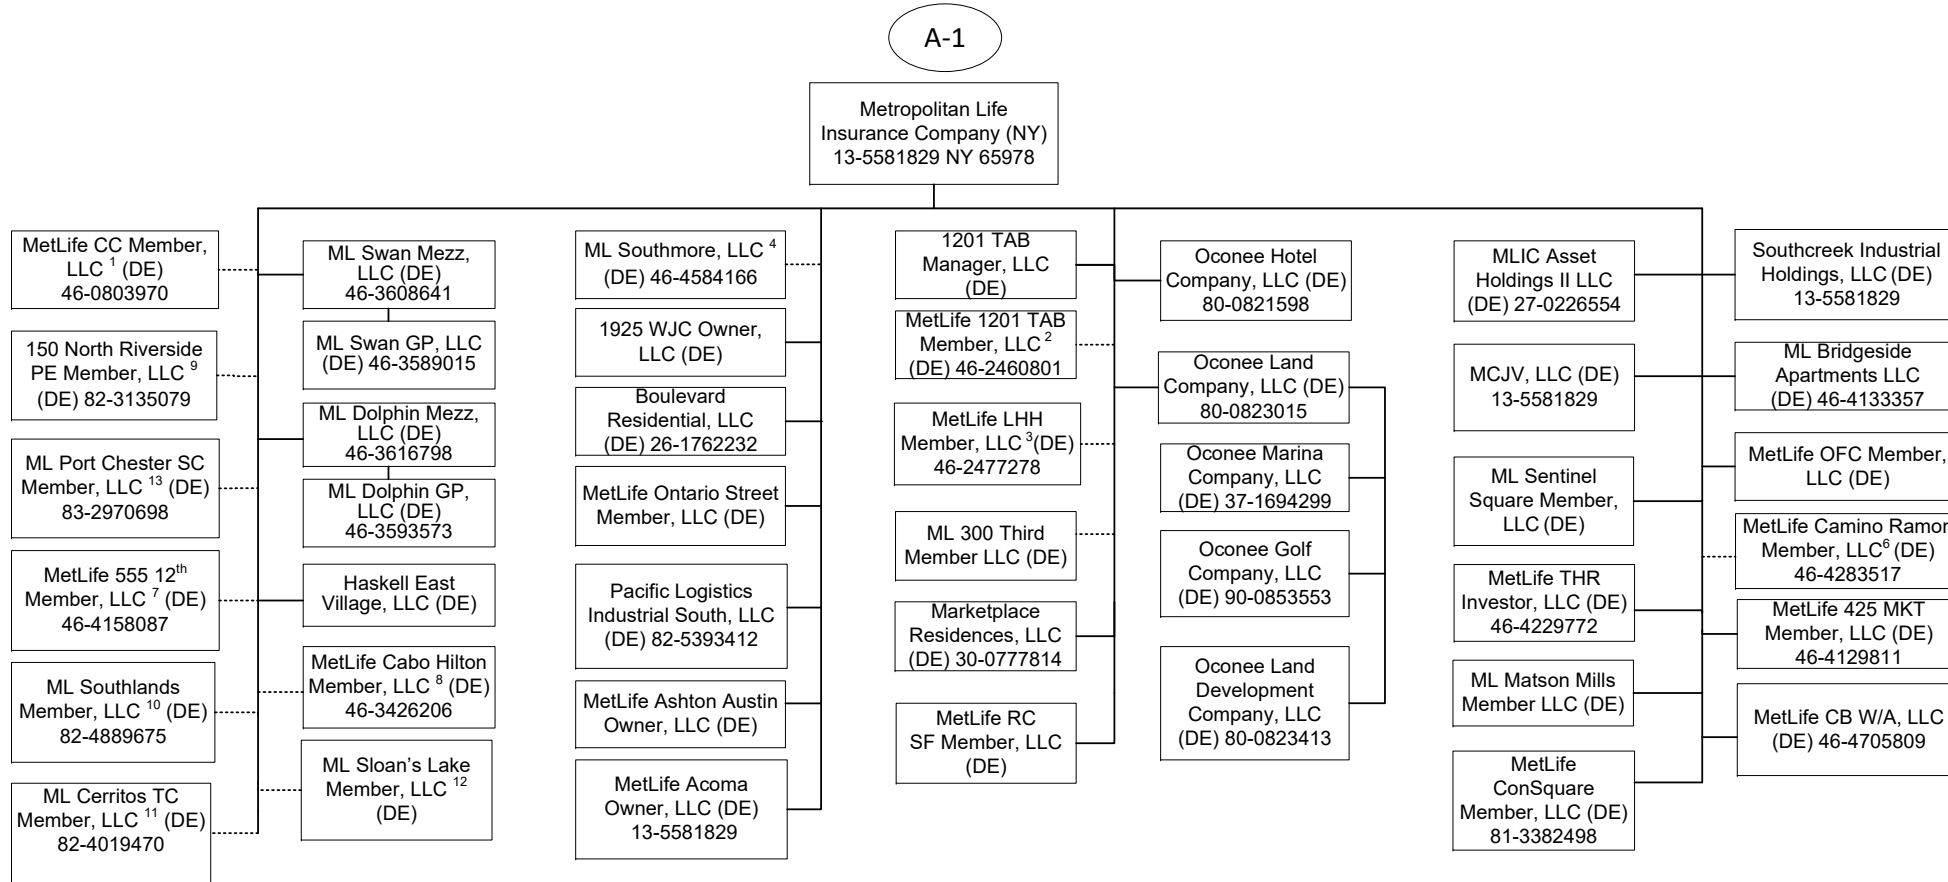 A-1
Metropolitan Life
Insurance Company (NY)
13-5581829 NY 65978
MetLife CC Member,
LLC 1 (DE)
46-0803970
150 North Riverside
PE Member, LLC 9
(DE) 82-3135079
ML Port Chester SC
Member, LLC 13 (DE)
83-2970698
MetLife 555 12th
Member, LLC 7 (DE)
46-4158087
ML Southlands
Member, LLC 10 (DE)
82-4889675
ML Cerritos TC
Member, LLC 11 (DE)
82-4019470
ML Swan Mezz,
LLC (DE)
46-3608641
ML Swan GP, LLC
(DE) 46-3589015
ML Dolphin Mezz,
LLC (DE)
46-3616798
ML Dolphin GP,
LLC (DE)
46-3593573
Haskell East
Village, LLC (DE)
MetLife Cabo Hilton
Member, LLC 8 (DE)
46-3426206
ML Sloan's Lake
Member, LLC 12
(DE)
ML Southmore, LLC 4
(DE) 46-4584166
1925 WJC Owner,
LLC (DE)
Boulevard
Residential, LLC
(DE) 26-1762232
MetLife Ontario Street
Member, LLC (DE)
Pacific Logistics
Industrial South, LLC
(DE) 82-5393412
MetLife Ashton Austin
Owner, LLC (DE)
MetLife Acoma
Owner, LLC (DE)
13-5581829
1201 TAB
Manager, LLC
(DE)
MetLife 1201 TAB
Member, LLC 2
(DE) 46-2460801
MetLife LHH
Member, LLC 3(DE)
46-2477278
ML 300 Third
Member LLC (DE)
Marketplace
Residences, LLC
(DE) 30-0777814
MetLife RC
SF Member, LLC
(DE)
Oconee Hotel
Company, LLC (DE)
80-0821598
Oconee Land
Company, LLC (DE)
80-0823015
Oconee Marina
Company, LLC
(DE) 37-1694299
Oconee Golf
Company, LLC
(DE) 90-0853553
Oconee Land
Development
Company, LLC
(DE) 80-0823413
MLIC Asset
Holdings II LLC
(DE) 27-0226554
MCJV, LLC (DE)
13-5581829
ML Sentinel
Square Member,
LLC (DE)
MetLife THR
Investor, LLC (DE)
46-4229772
ML Matson Mills
Member LLC (DE)
MetLife
ConSquare
Member, LLC (DE)
81-3382498
Southcreek Industrial
Holdings, LLC (DE)
13-5581829
ML Bridgeside
Apartments LLC
(DE) 46-4133357
MetLife OFC Member,
LLC (DE)
MetLife Camino Ramon
Member, LLC6 (DE)
46-4283517
MetLife 425 MKT
Member, LLC (DE)
46-4129811
MetLife CB W/A, LLC
(DE) 46-4705809